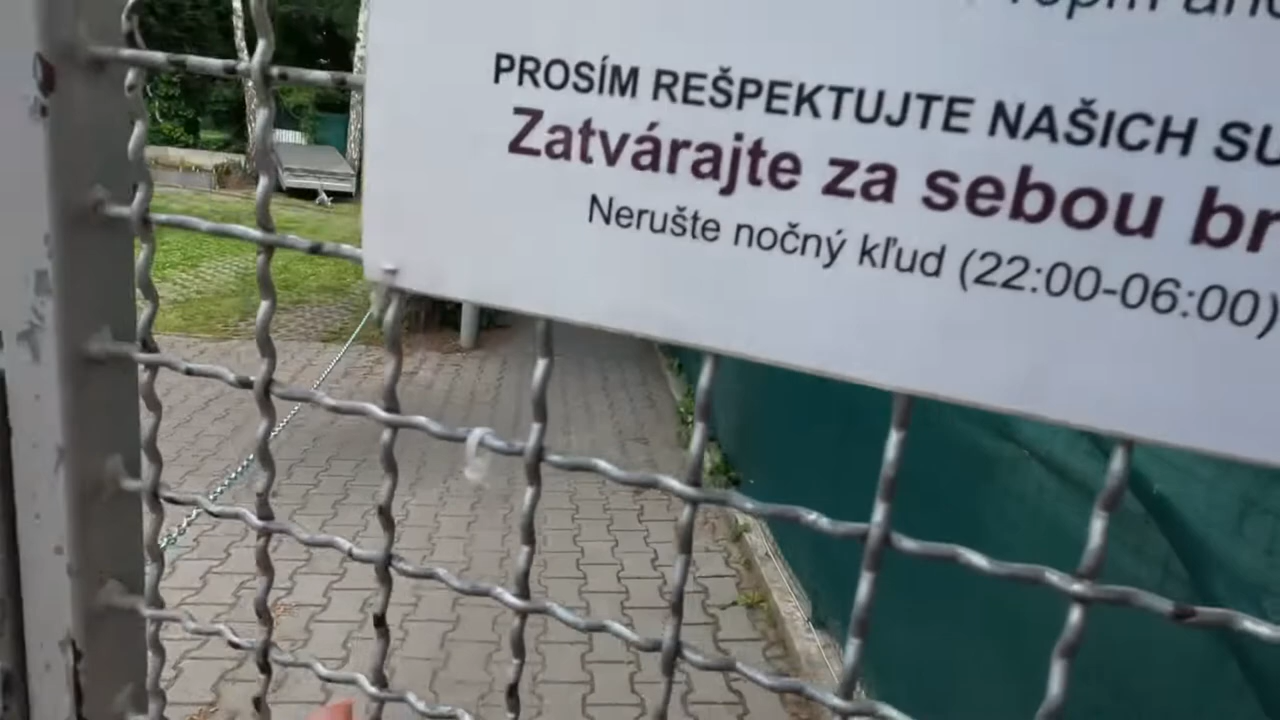 PROSÍM REŠPEKTUJTE NAŠICH
Zatvárajte za sebou
Nerušte nočný kľud (22:00-06:00)